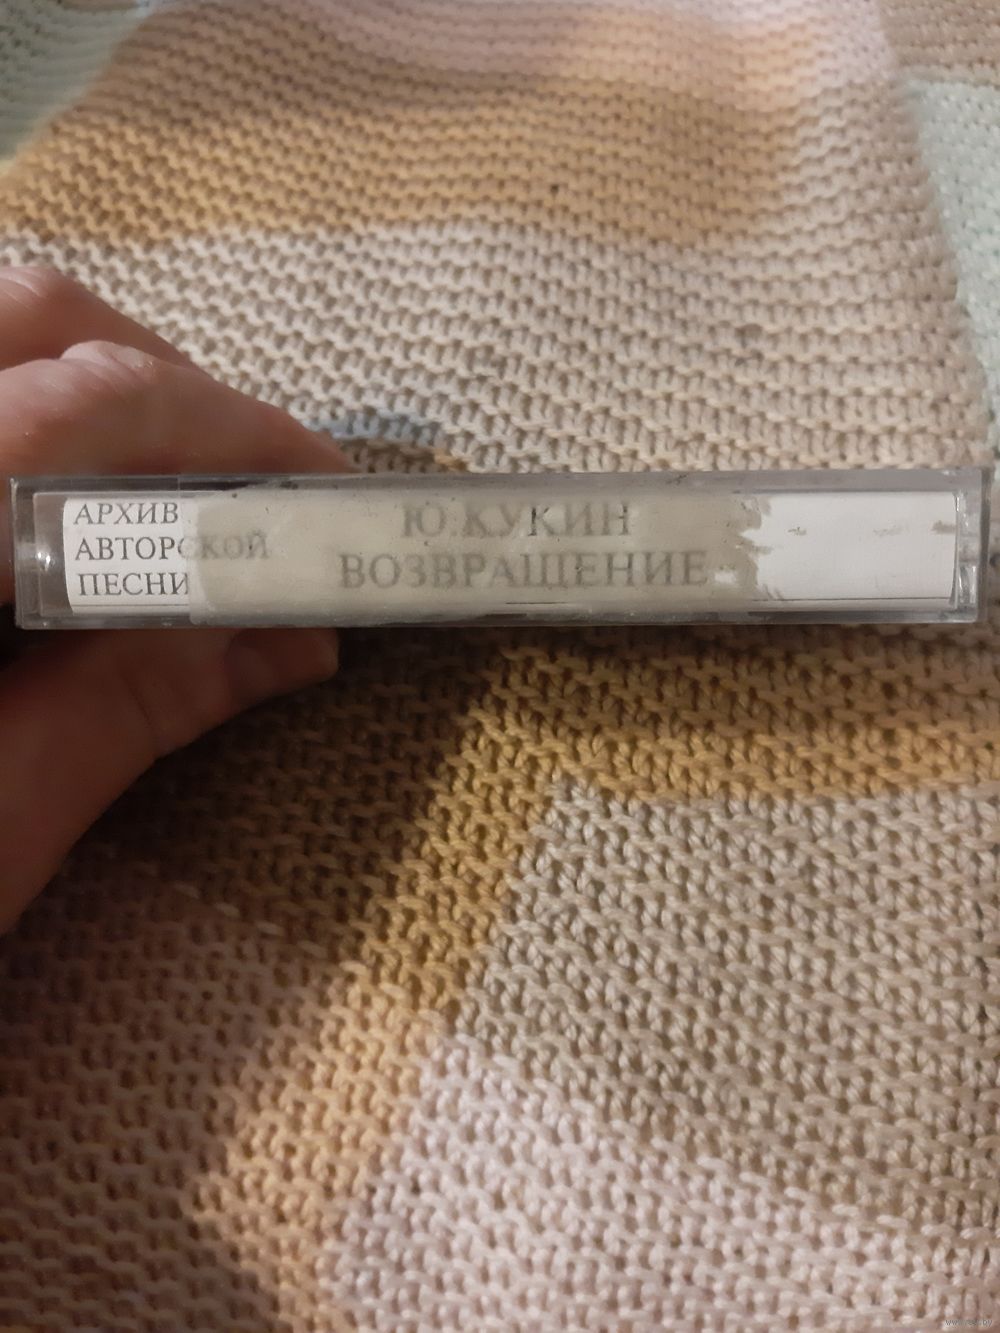 АРХИВ
АВТОРСКОЙ
ПЕСНИ
Ю.КУКИН
ВОЗВРАЩЕНИЕ